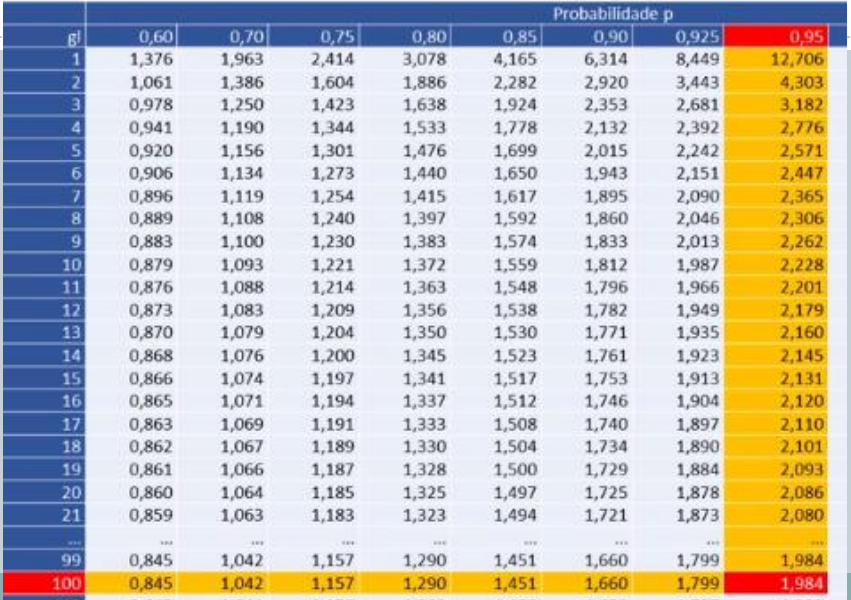 Probabilidade p
gl 0,60 0,70 0,75 0,80 0,85 0,90 0,925 0,95
1 1,376 1,963 2,414 3,078 4,165 6,314 8,449 12,706
2 1,061 1,386 1,604 1,886 2,282 2,920 3,443 4,303
3 0,978 1,250 1,423 1,638 1,924 2,353 2,681 3,182
4 0,941 1,190 1,344 1,533 1,778 2,132 2,392 2,776
5 0,920 1,156 1,301 1,476 1,699 2,015 2,242 2,571
6 0,906 1,134 1,273 1,440 1,650 1,943 2,151 2,447
7 0,896 1,119 1,254 1,415 1,617 1,895 2,090 2,365
8 0,889 1,108 1,240 1,397 1,592 1,860 2,046 2,306
9 0,883 1,100 1,230 1,383 1,574 1,833 2,013 2,262
10 0,879 1,093 1,221 1,372 1,559 1,812 1,987 2,228
11 0,876 1,088 1,214 1,363 1,548 1,796 1,966 2,201
12 0,873 1,083 1,209 1,356 1,538 1,782 1,949 2,179
13 0,870 1,079 1,204 1,350 1,530 1,771 1,935 2,160
14 0,868 1,076 1,200 1,345 1,523 1,761 1,923 2,145
15 0,866 1,074 1,197 1,341 1,517 1,753 1,913 2,131
16 0,865 1,071 1,194 1,337 1,512 1,746 1,904 2,120
17 0,863 1,069 1,191 1,333 1,508 1,740 1,897 2,110
18 0,862 1,067 1,189 1,330 1,504 1,734 1,890 2,101
19 0,861 1,066 1,187 1,328 1,500 1,729 1,884 2,093
20 0,860 1,064 1,185 1,325 1,497 1,725 1,878 2,086
21 0,859 1,063 1,183 1,323 1,494 1,721 1,873 2,080
... ... ... ... ... ... ... ... ...
99 0,845 1,042 1,157 1,290 1,451 1,660 1,799 1,984
100 0,845 1,042 1,157 1,290 1,451 1,660 1,799 1,984